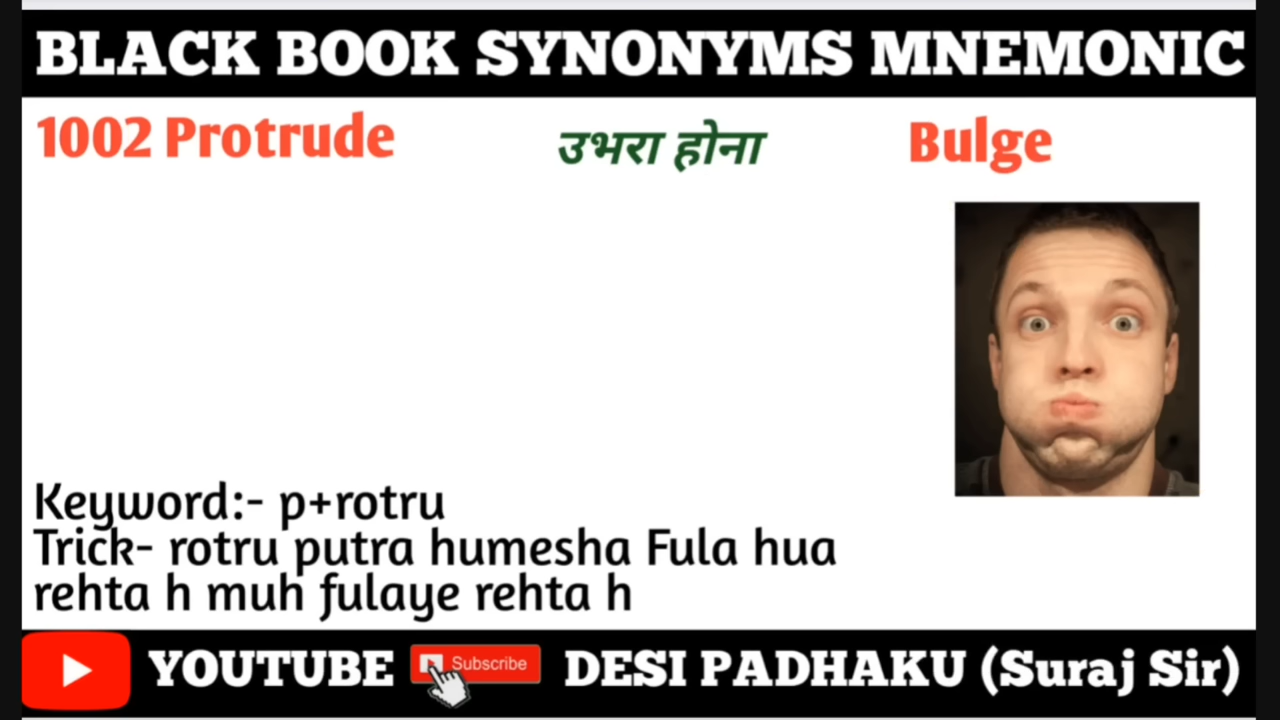 BLACK BOOK SYNONYMS MNEMONIC
1002 Protrude उभरा होना Bulge
Keyword:- p+rotru
Trick- rotru putra humesha Fula hua
rehta h muh fulaye rehta h
YOUTUBE Subscribe DESI PADHAKU (Suraj Sir)